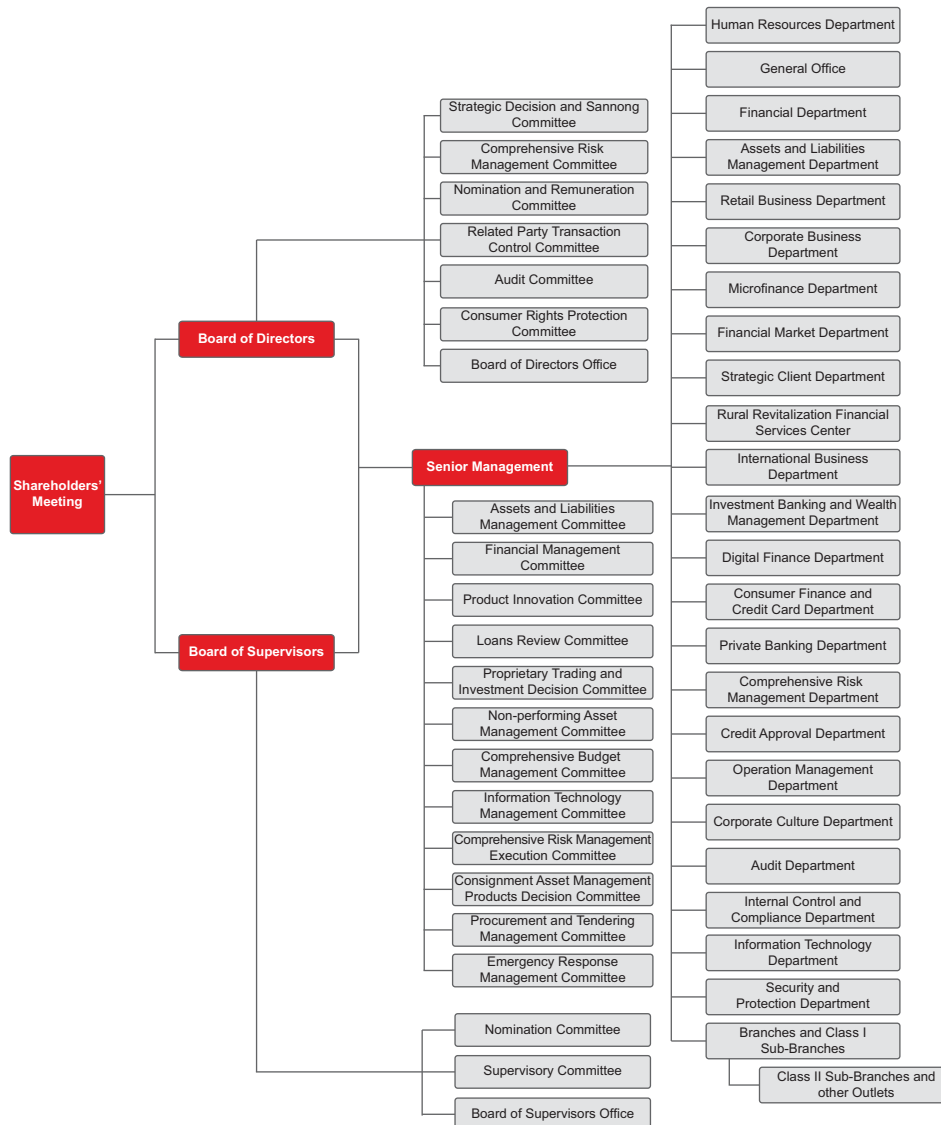 Shareholders'
Meeting
Board of Directors
Board of Supervisors
Strategic Decision and Sannong
Committee
Comprehensive Risk
Management Committee
Nomination and Remuneration
Committee
Related Party Transaction
Control Committee
Audit Committee
Consumer Rights Protection
Committee
Board of Directors Office
Senior Management
Assets and Liabilities
Management Committee
Financial Management
Committee
Product Innovation Committee
Loans Review Committee
Proprietary Trading and
Investment Decision Committee
Non-performing Asset
Management Committee
Comprehensive Budget
Management Committee
Information Technology
Management Committee
Comprehensive Risk Management
Execution Committee
Consignment Asset Management
Products Decision Committee
Procurement and Tendering
Management Committee
Emergency Response
Management Committee
Nomination Committee
Supervisory Committee
Board of Supervisors Office
Human Resources Department
General Office
Financial Department
Assets and Liabilities
Management Department
Retail Business Department
Corporate Business
Department
Microfinance Department
Financial Market Department
Strategic Client Department
Rural Revitalization Financial
Services Center
International Business
Department
Investment Banking and Wealth
Management Department
Digital Finance Department
Consumer Finance and
Credit Card Department
Private Banking Department
Comprehensive Risk
Management Department
Credit Approval Department
Operation Management
Department
Corporate Culture Department
Audit Department
Internal Control and
Compliance Department
Information Technology
Department
Security and
Protection Department
Branches and Class I
Sub-Branches
Class II Sub-Branches and
other Outlets